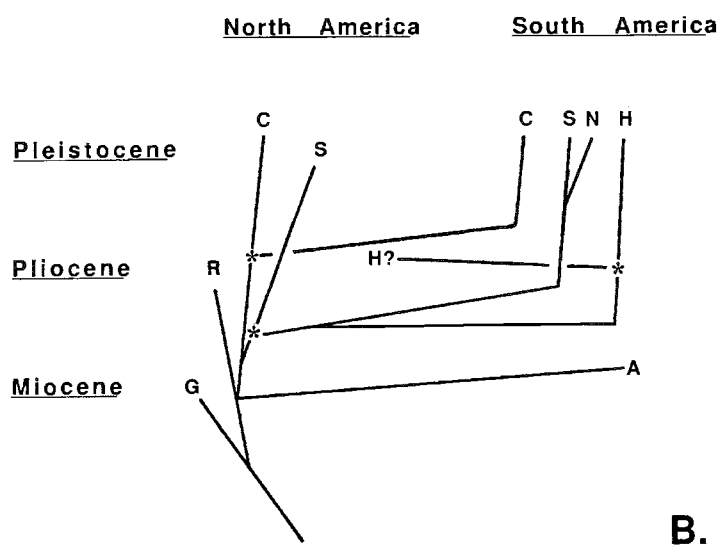 North America South America
C C S N H
Pleistocene S
* H? *
Pliocene R
*
Miocene G A
B.